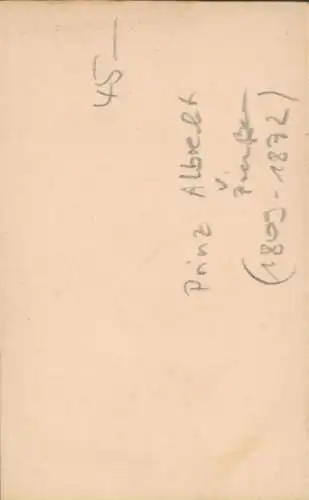 45 —
Prinz Albrecht
v.
Preußen
(1809-1872)